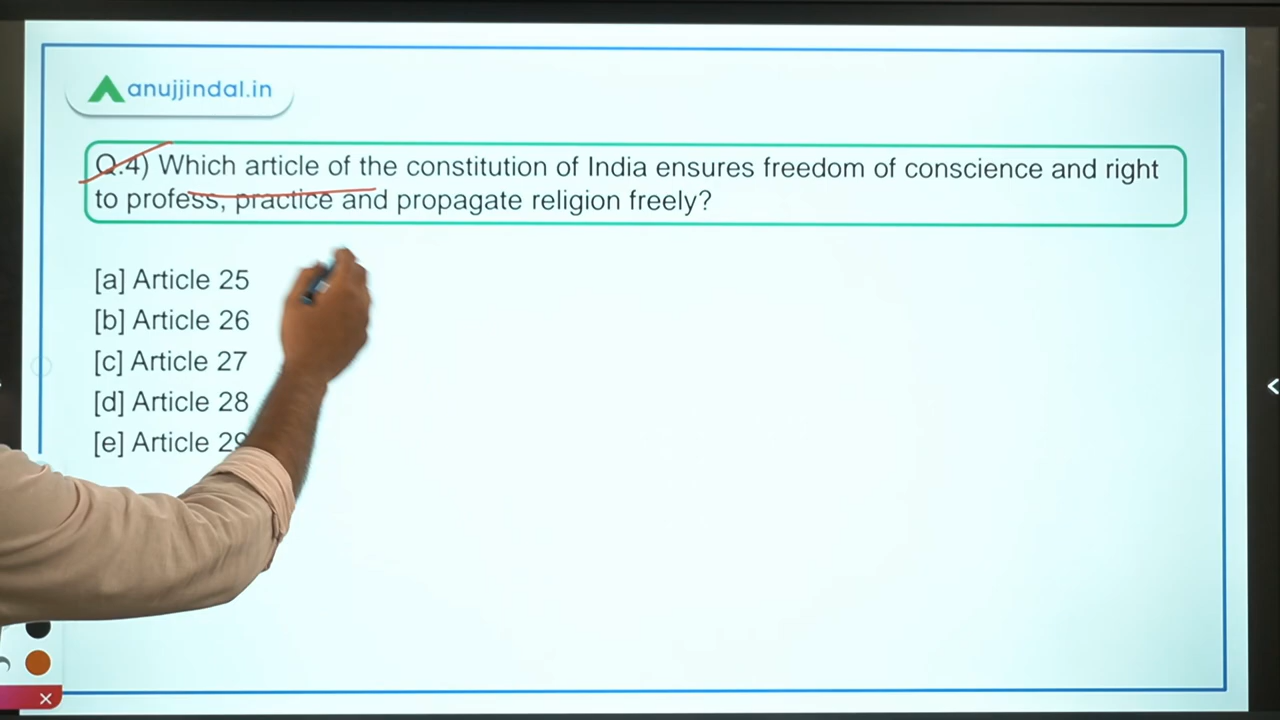 anujjindal.in
Q.4) Which article of the constitution of India ensures freedom of conscience and right
to profess, practice and propagate religion freely?
[a] Article 25
[b] Article 26
[c] Article 27
[d] Article 28
[e] Article 29